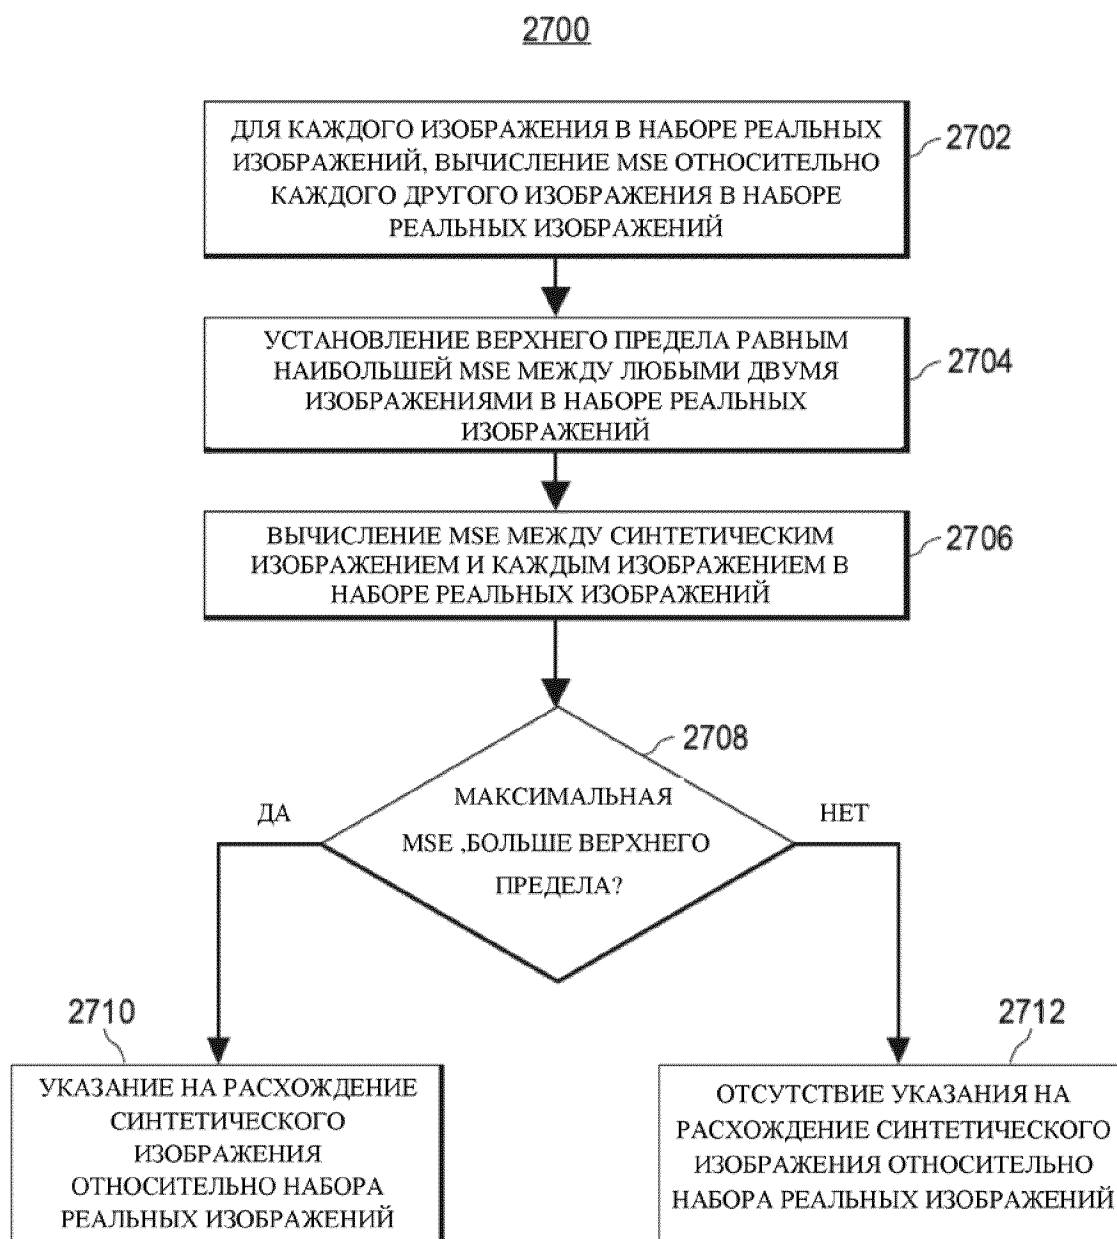 2700
ДЛЯ КАЖДОГО ИЗОБРАЖЕНИЯ В НАБОРЕ РЕАЛЬНЫХ
ИЗОБРАЖЕНИЙ, ВЫЧИСЛЕНИЕ MSE ОТНОСИТЕЛЬНО
КАЖДОГО ДРУГОГО ИЗОБРАЖЕНИЯ В НАБОРЕ
РЕАЛЬНЫХ ИЗОБРАЖЕНИЙ
2702
УСТАНОВЛЕНИЕ ВЕРХНЕГО ПРЕДЕЛА РАВНЫМ
НАИБОЛЬШЕЙ MSE МЕЖДУ ЛЮБЫМИ ДВУМЯ
ИЗОБРАЖЕНИЯМИ В НАБОРЕ РЕАЛЬНЫХ
ИЗОБРАЖЕНИЙ
2704
ВЫЧИСЛЕНИЕ MSE МЕЖДУ СИНТЕТИЧЕСКИМ
ИЗОБРАЖЕНИЕМ И КАЖДЫМ ИЗОБРАЖЕНИЕМ В
НАБОРЕ РЕАЛЬНЫХ ИЗОБРАЖЕНИЙ
2706
2708
МАКСИМАЛЬНАЯ
MSE ,БОЛЬШЕ ВЕРХНЕГО
ПРЕДЕЛА?
ДА
НЕТ
2710
УКАЗАНИЕ НА РАСХОЖДЕНИЕ
СИНТЕТИЧЕСКОГО
ИЗОБРАЖЕНИЯ
ОТНОСИТЕЛЬНО НАБОРА
РЕАЛЬНЫХ ИЗОБРАЖЕНИЙ
2712
ОТСУТСТВИЕ УКАЗАНИЯ НА
РАСХОЖДЕНИЕ СИНТЕТИЧЕСКОГО
ИЗОБРАЖЕНИЯ ОТНОСИТЕЛЬНО
НАБОРА РЕАЛЬНЫХ ИЗОБРАЖЕНИЙ